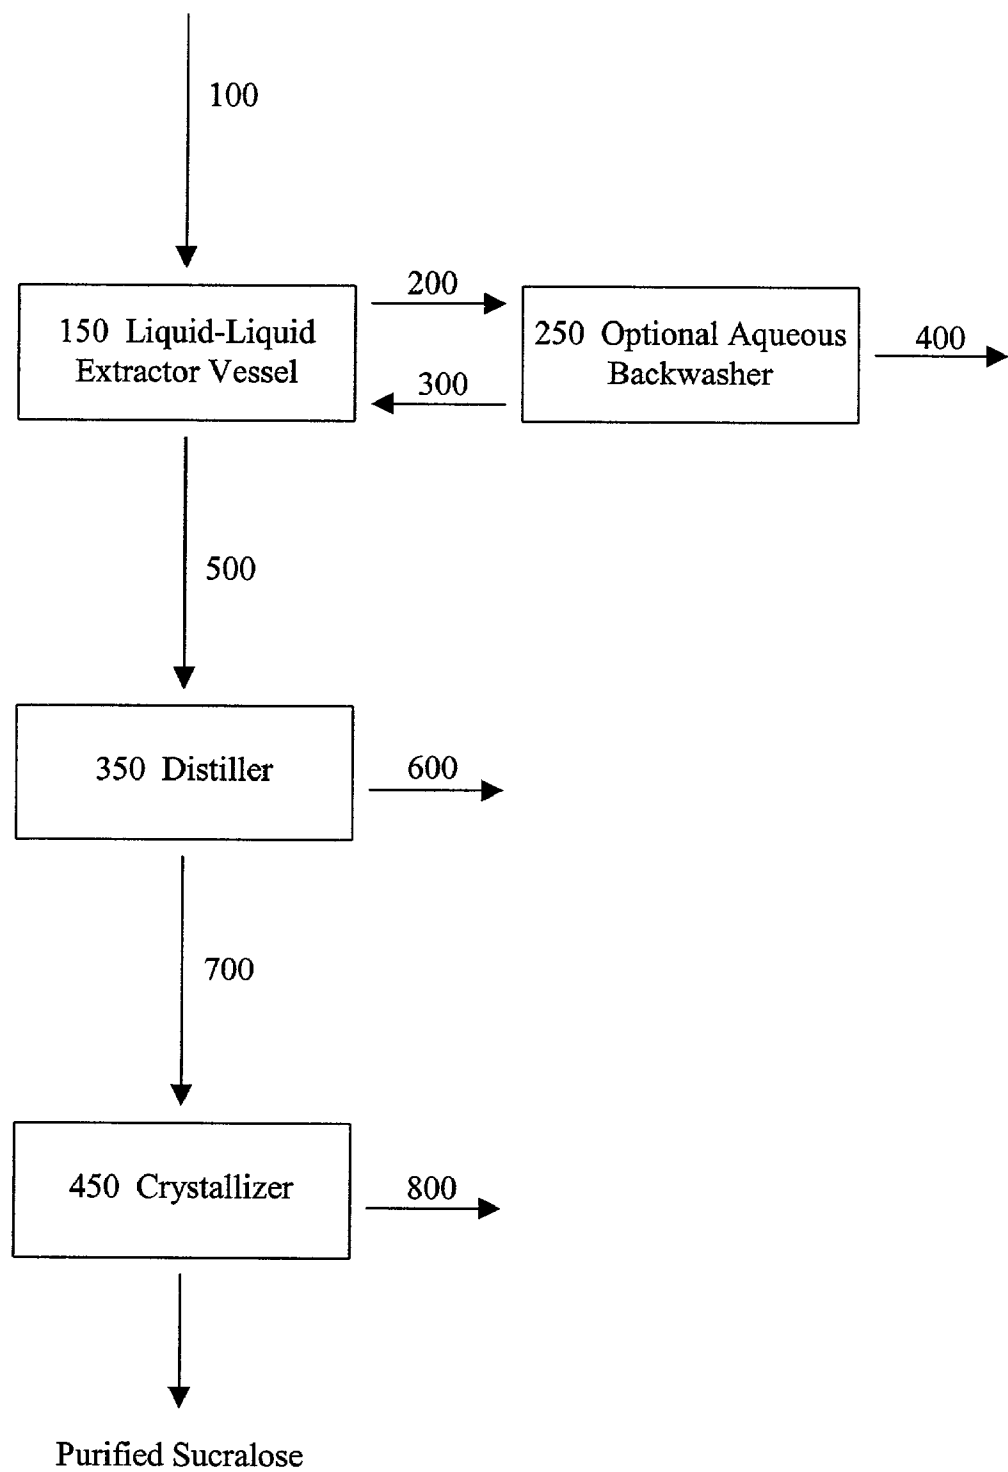 100
200
150 Liquid-Liquid
Extractor Vessel
250 Optional Aqueous
Backwasher
400
300
500
350 Distiller
600
700
450 Crystallizer
800
Purified Sucralose